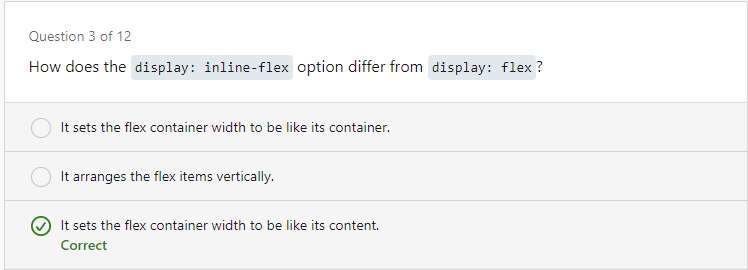 Question 3 of 12
How does the display: inline-flex option differ from display: flex?
It sets the flex container width to be like its container.
It arranges the flex items vertically.
It sets the flex container width to be like its content.
Correct